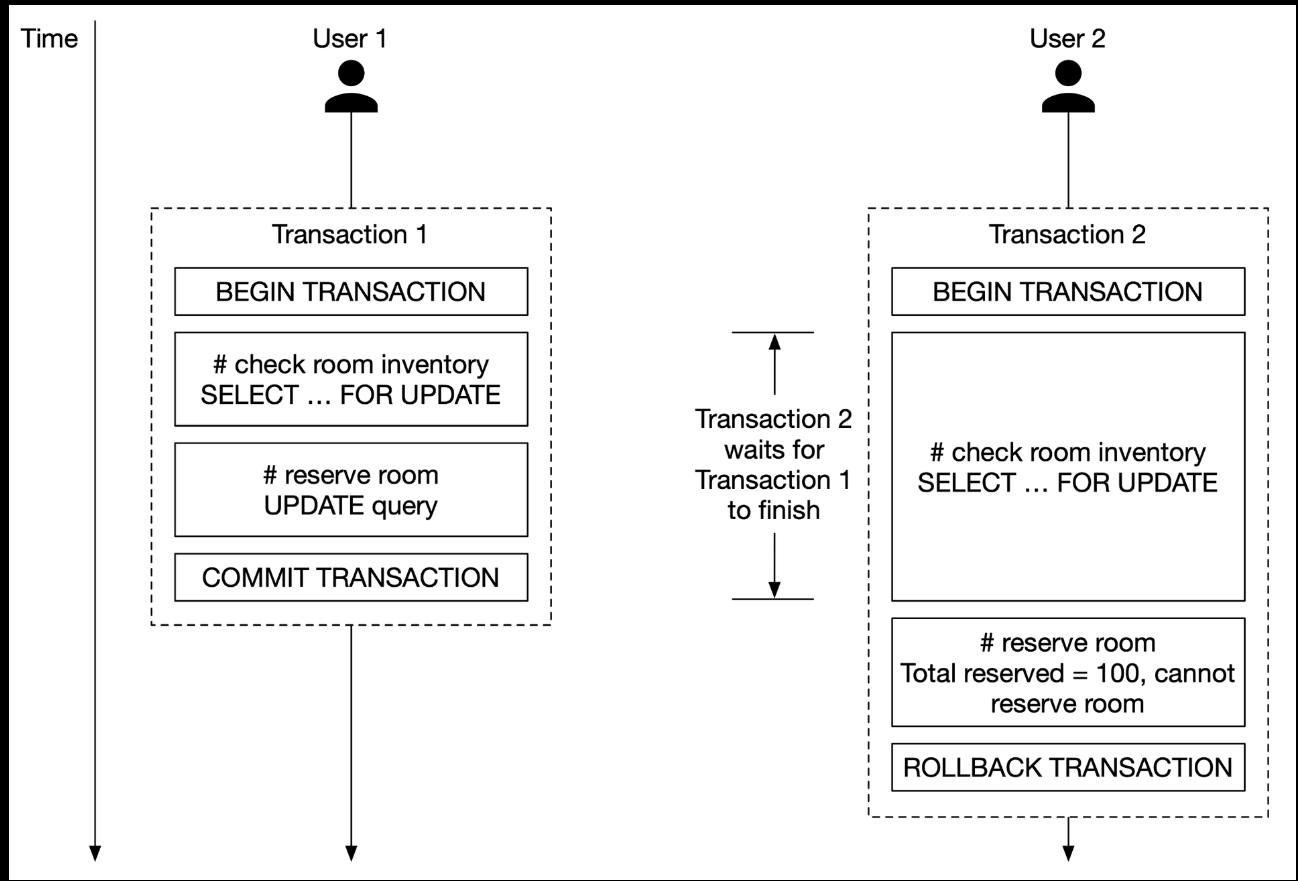 Time
User 1
User 2
Transaction 1
BEGIN TRANSACTION
# check room inventory
SELECT … FOR UPDATE
# reserve room
UPDATE query
COMMIT TRANSACTION
Transaction 2
waits for
Transaction 1
to finish
Transaction 2
BEGIN TRANSACTION
# check room inventory
SELECT … FOR UPDATE
# reserve room
Total reserved = 100, cannot
reserve room
ROLLBACK TRANSACTION